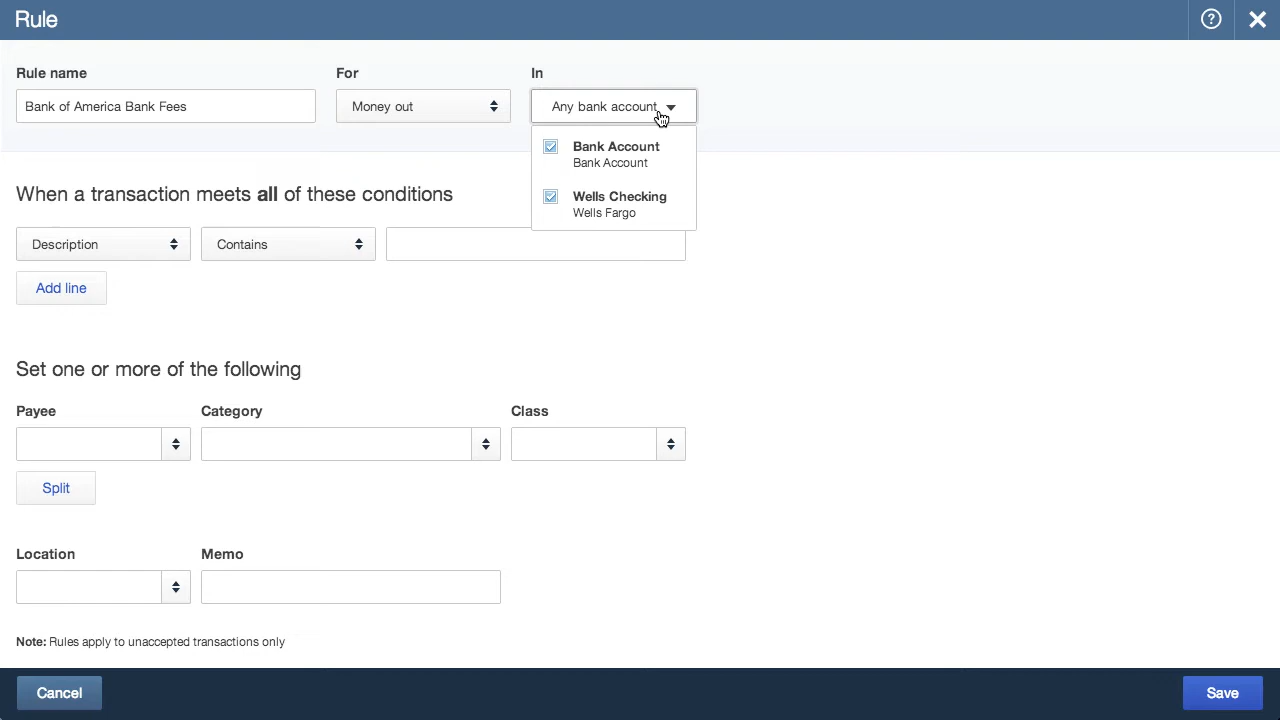 Rule
Rule name
For
In
Bank of America Bank Fees
Money out
Any bank account
Bank Account
Bank Account
Wells Checking
Wells Fargo
When a transaction meets all of these conditions
Description
Contains
Add line
Set one or more of the following
Payee
Category
Class
Split
Location
Memo
Note: Rules apply to unaccepted transactions only
Cancel
Save